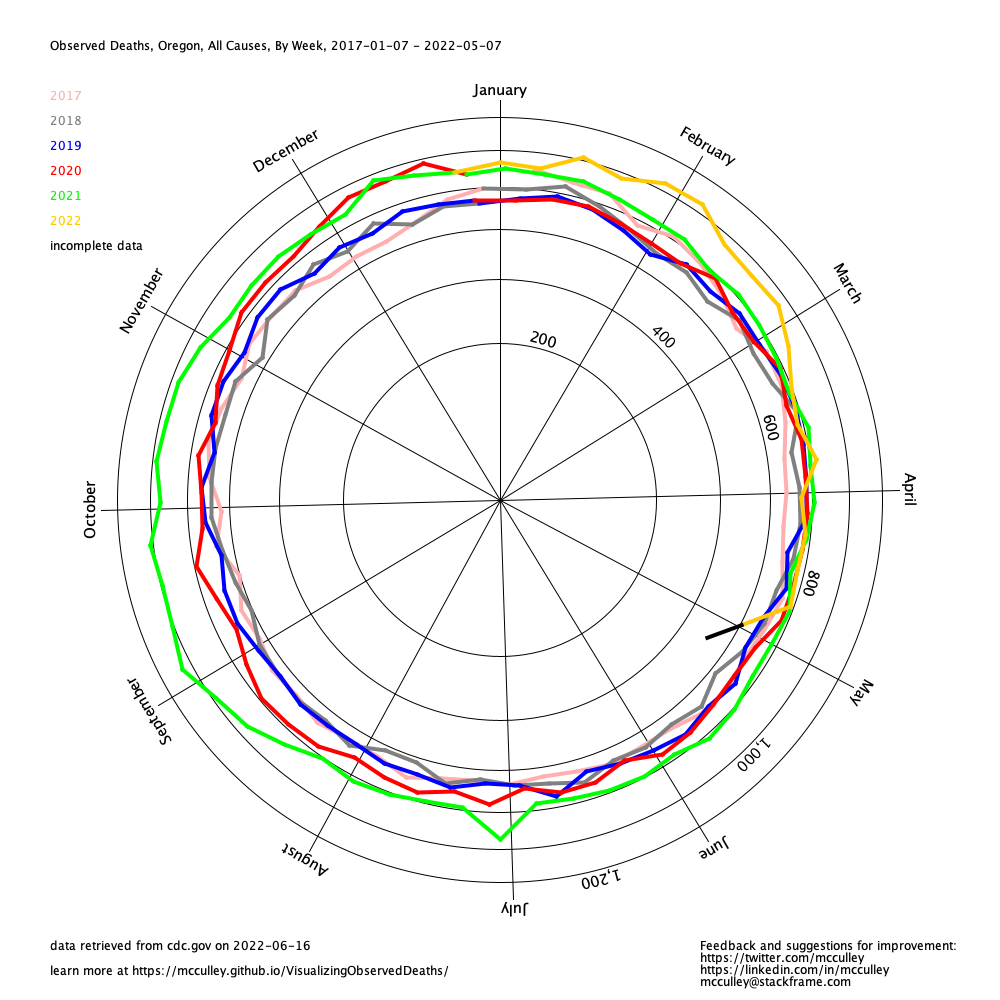 Observed Deaths, Oregon, All Causes, By Week, 2017-01-07 - 2022-05-07
January
2017
2018
2019
2020
2021
2022
incomplete data
December
February
November
March
200
400
600
October
April
800
September
May
1,000
August
June
1,200
July
data retrieved from cdc.gov on 2022-06-16
learn more at https://mcculley.github.io/VisualizingObservedDeaths/
Feedback and suggestions for improvement:
https://twitter.com/mcculley
https://linkedin.com/in/mcculley
mcculley@stackframe.com